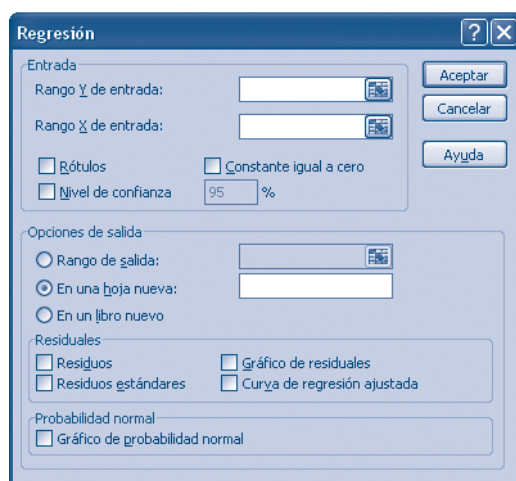 Regresión
Entrada
Rango Y de entrada:
Rango X de entrada:
Rótulos
Constante igual a cero
Nivel de confianza
95 %
Aceptar
Cancelar
Ayuda
Opciones de salida
Rango de salida:
En una hoja nueva:
En un libro nuevo
Residuales
Residuos
Gráfico de residuales
Residuos estándares
Curva de regresión ajustada
Probabilidad normal
Gráfico de probabilidad normal